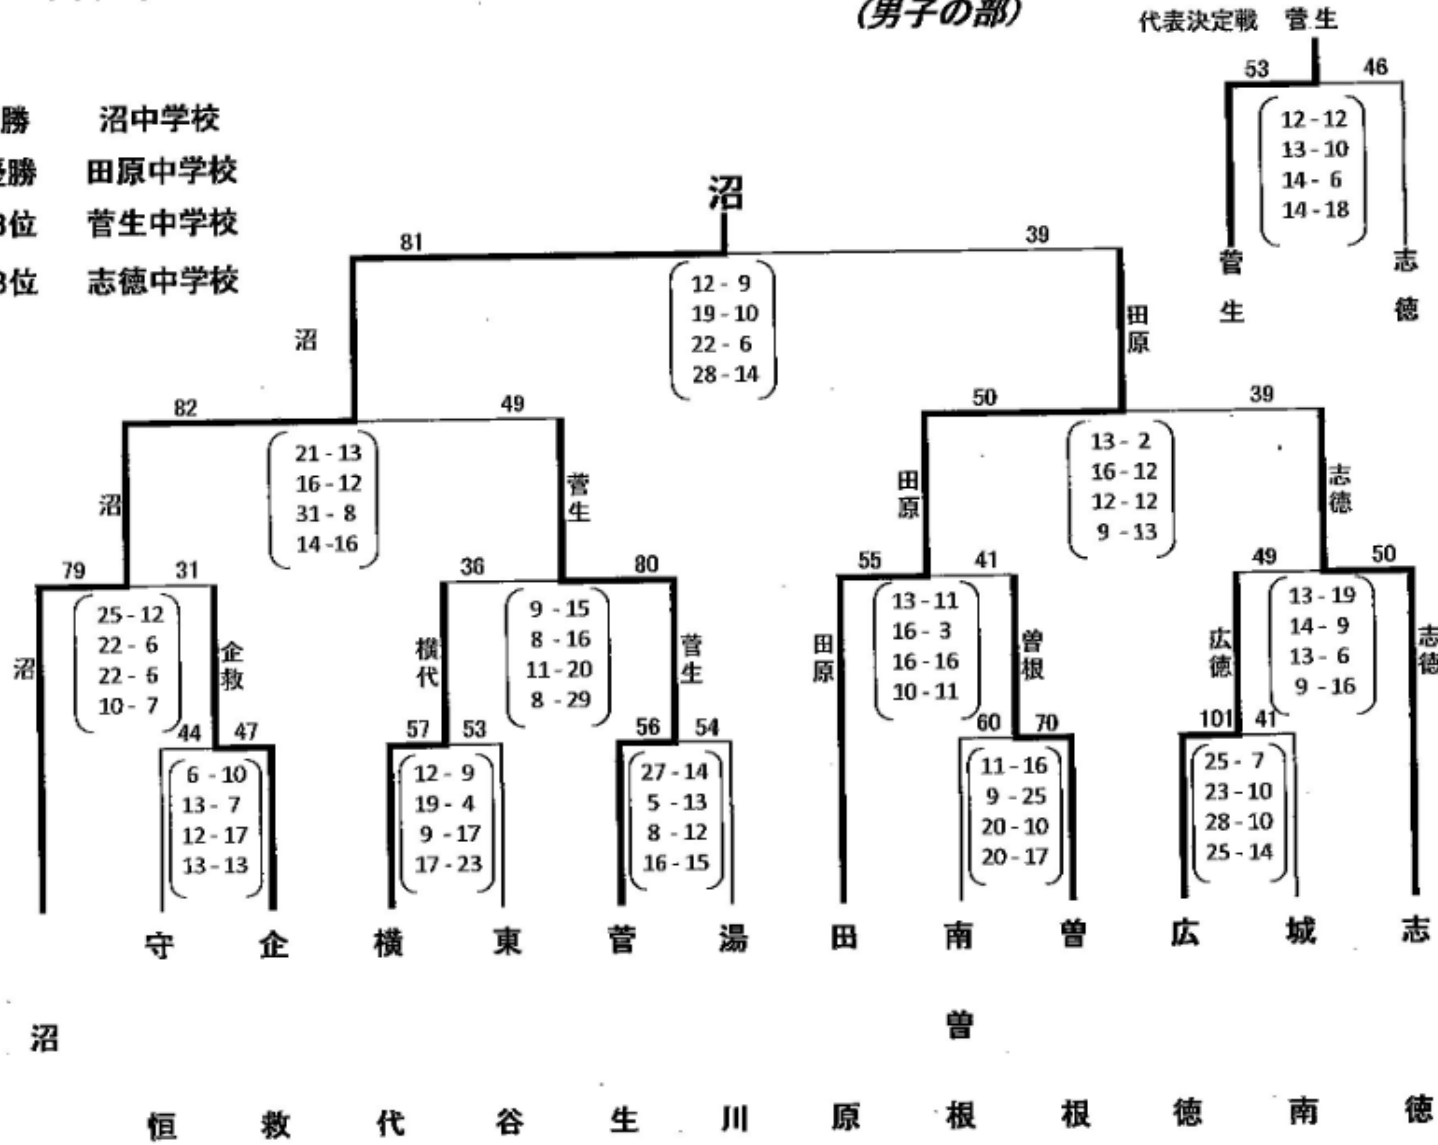 (男子の部)
代表決定戦 菅生
53 46
12-12
13-10
14-6
14-18
菅生 志徳
勝 沼中学校
勝 田原中学校
3位 菅生中学校
3位 志徳中学校
沼
81 39
12-9
19-10
22-6
28-14
沼 田原
82 49
21-13
16-12
31-8
14-16
沼 菅生
50 39
13-2
16-12
12-12
9-13
田原 志徳
79 31
25-12
22-6
22-6
10-7
沼 企救
36 80
9-15
8-16
11-20
8-29
横代 菅生
55 41
13-11
16-3
16-16
10-11
田原 曽根
49 50
13-19
14-9
13-6
9-16
広徳 志徳
44 47
6-10
13-7
12-17
13-13
57 53
12-9
19-4
9-17
17-23
56 54
27-14
5-13
8-12
16-15
60 70
11-16
9-25
20-10
20-17
101 41
25-7
23-10
28-10
25-14
沼
守恒
企救
横代
東谷
菅生
湯川
田原
南曽根
曽根
広徳
城南
志徳